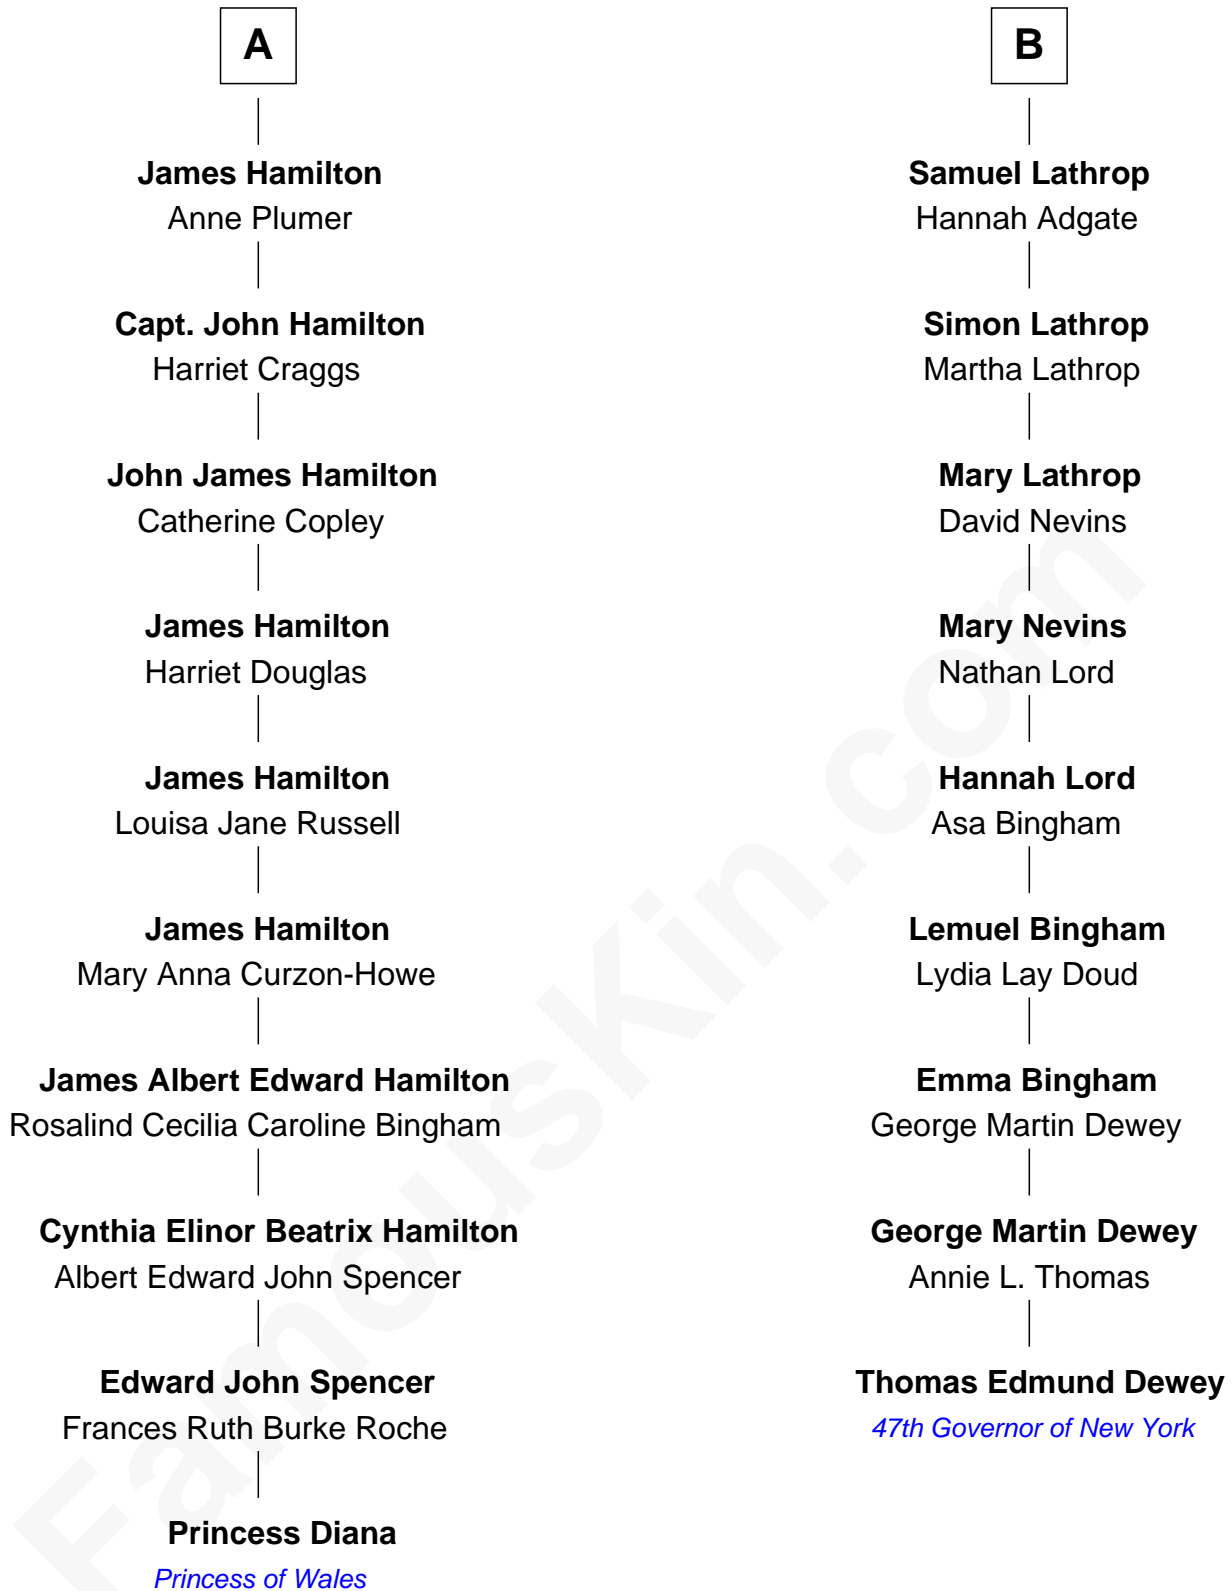 A
James Hamilton
Anne Plumer
Capt. John Hamilton
Harriet Craggs
John James Hamilton
Catherine Copley
James Hamilton
Harriet Douglas
James Hamilton
Louisa Jane Russell
James Hamilton
Mary Anna Curzon-Howe
James Albert Edward Hamilton
Rosalind Cecilia Caroline Bingham
Cynthia Elinor Beatrix Hamilton
Albert Edward John Spencer
Edward John Spencer
Frances Ruth Burke Roche
Princess Diana
Princess of Wales
B
Samuel Lathrop
Hannah Adgate
Simon Lathrop
Martha Lathrop
Mary Lathrop
David Nevins
Mary Nevins
Nathan Lord
Hannah Lord
Asa Bingham
Lemuel Bingham
Lydia Lay Doud
Emma Bingham
George Martin Dewey
George Martin Dewey
Annie L. Thomas
Thomas Edmund Dewey
47th Governor of New York
FamousKin.com